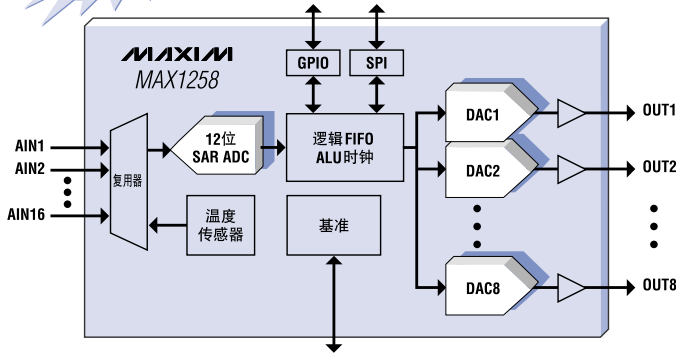 MAXIM
MAX1258
GPIO
SPI
AIN1
AIN2
AIN16
复用器
12位
SAR ADC
温度
传感器
逻辑FIFO
ALU时钟
基准
DAC1
DAC2
DAC8
OUT1
OUT2
OUT8